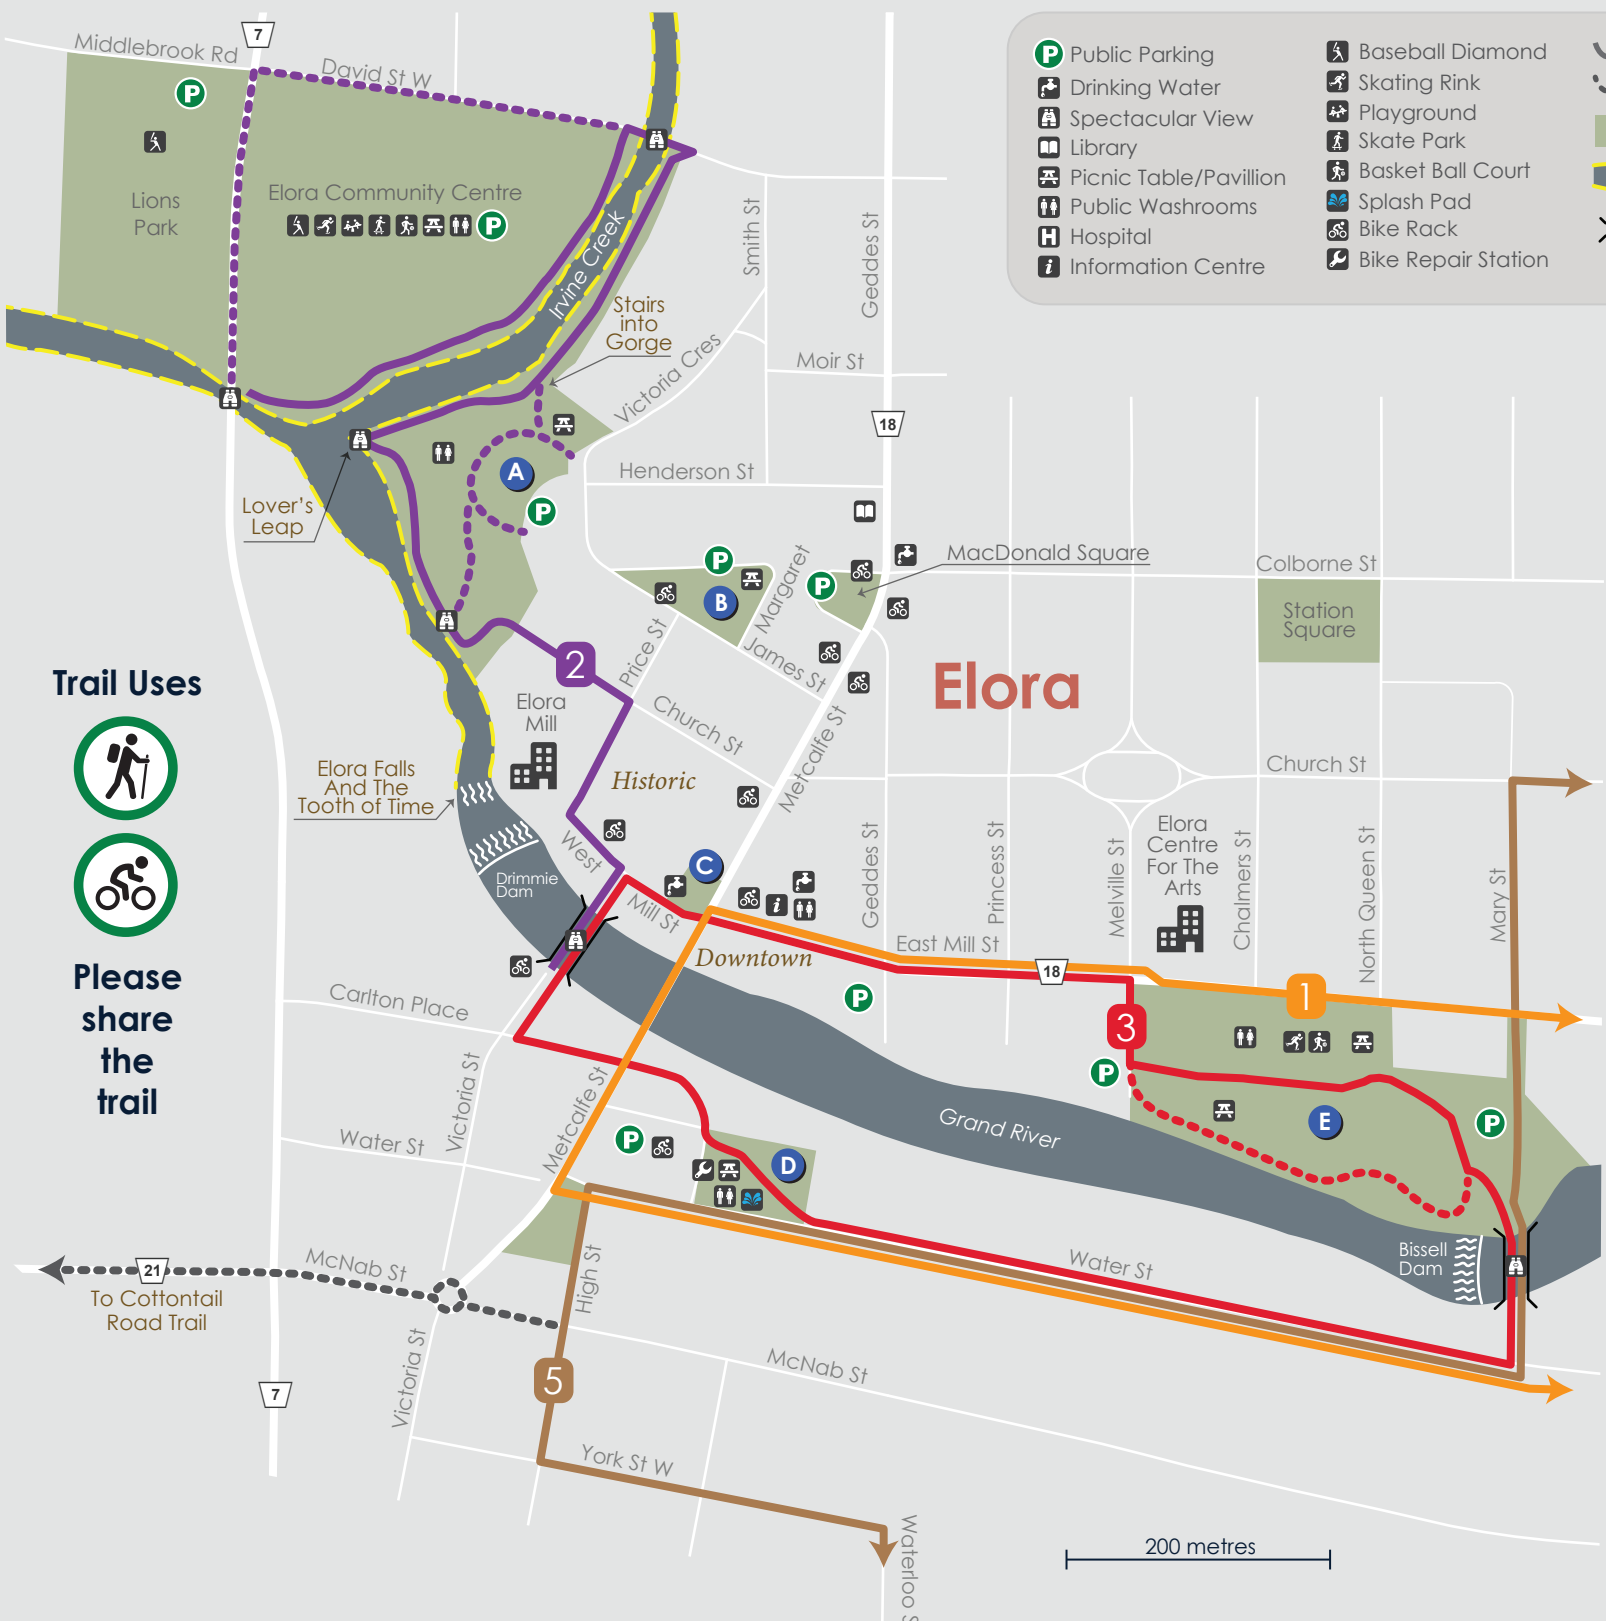 7
Middlebrook Rd
David St W
Public Parking
Drinking Water
Spectacular View
Library
Picnic Table/Pavillion
Public Washrooms
Hospital
Information Centre
Baseball Diamond
Skating Rink
Playground
Skate Park
Basket Ball Court
Splash Pad
Bike Rack
Bike Repair Station
P
P
H
i
Lions
Park
Elora Community Centre
P
Irvine Creek
Smith St
Geddes St
Stairs
into
Gorge
Victoria Cres
Moir St
18
Henderson St
A
P
Lover's
Leap
MacDonald Square
Colborne St
P
B
Margaret
P
Station
Square
Price St
James St
2
Elora
Trail Uses
Elora
Mill
Church St
Metcalfe St
Historic
Church St
Elora Falls
And The
Tooth of Time
West
C
Drimmie
Dam
Mill St
i
Geddes St
Princess St
Melville St
Elora
Centre
For The
Arts
Chalmers St
North Queen St
Mary St
East Mill St
Downtown
18
1
Please
share
the
trail
Carlton Place
P
3
P
Victoria St
Metcalfe St
Grand River
E
P
Water St
P
D
McNab St
21
To Cottontail
Road Trail
High St
Water St
Bissell
Dam
Victoria St
7
5
McNab St
York St W
Waterloo S
200 metres